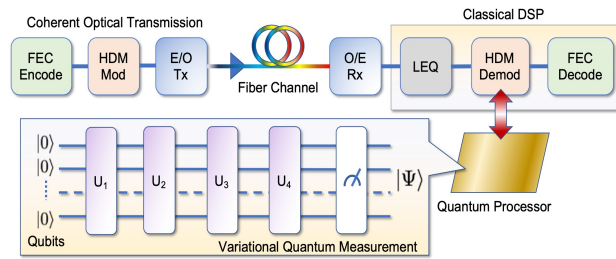 Coherent Optical Transmission
Classical DSP
FEC
Encode
HDM
Mod
E/O
Tx
Fiber Channel
O/E
Rx
LEQ
HDM
Demod
FEC
Decode
|0⟩
|0⟩
|0⟩
U1
U2
U3
U4
|Ψ⟩
Qubits
Variational Quantum Measurement
Quantum Processor